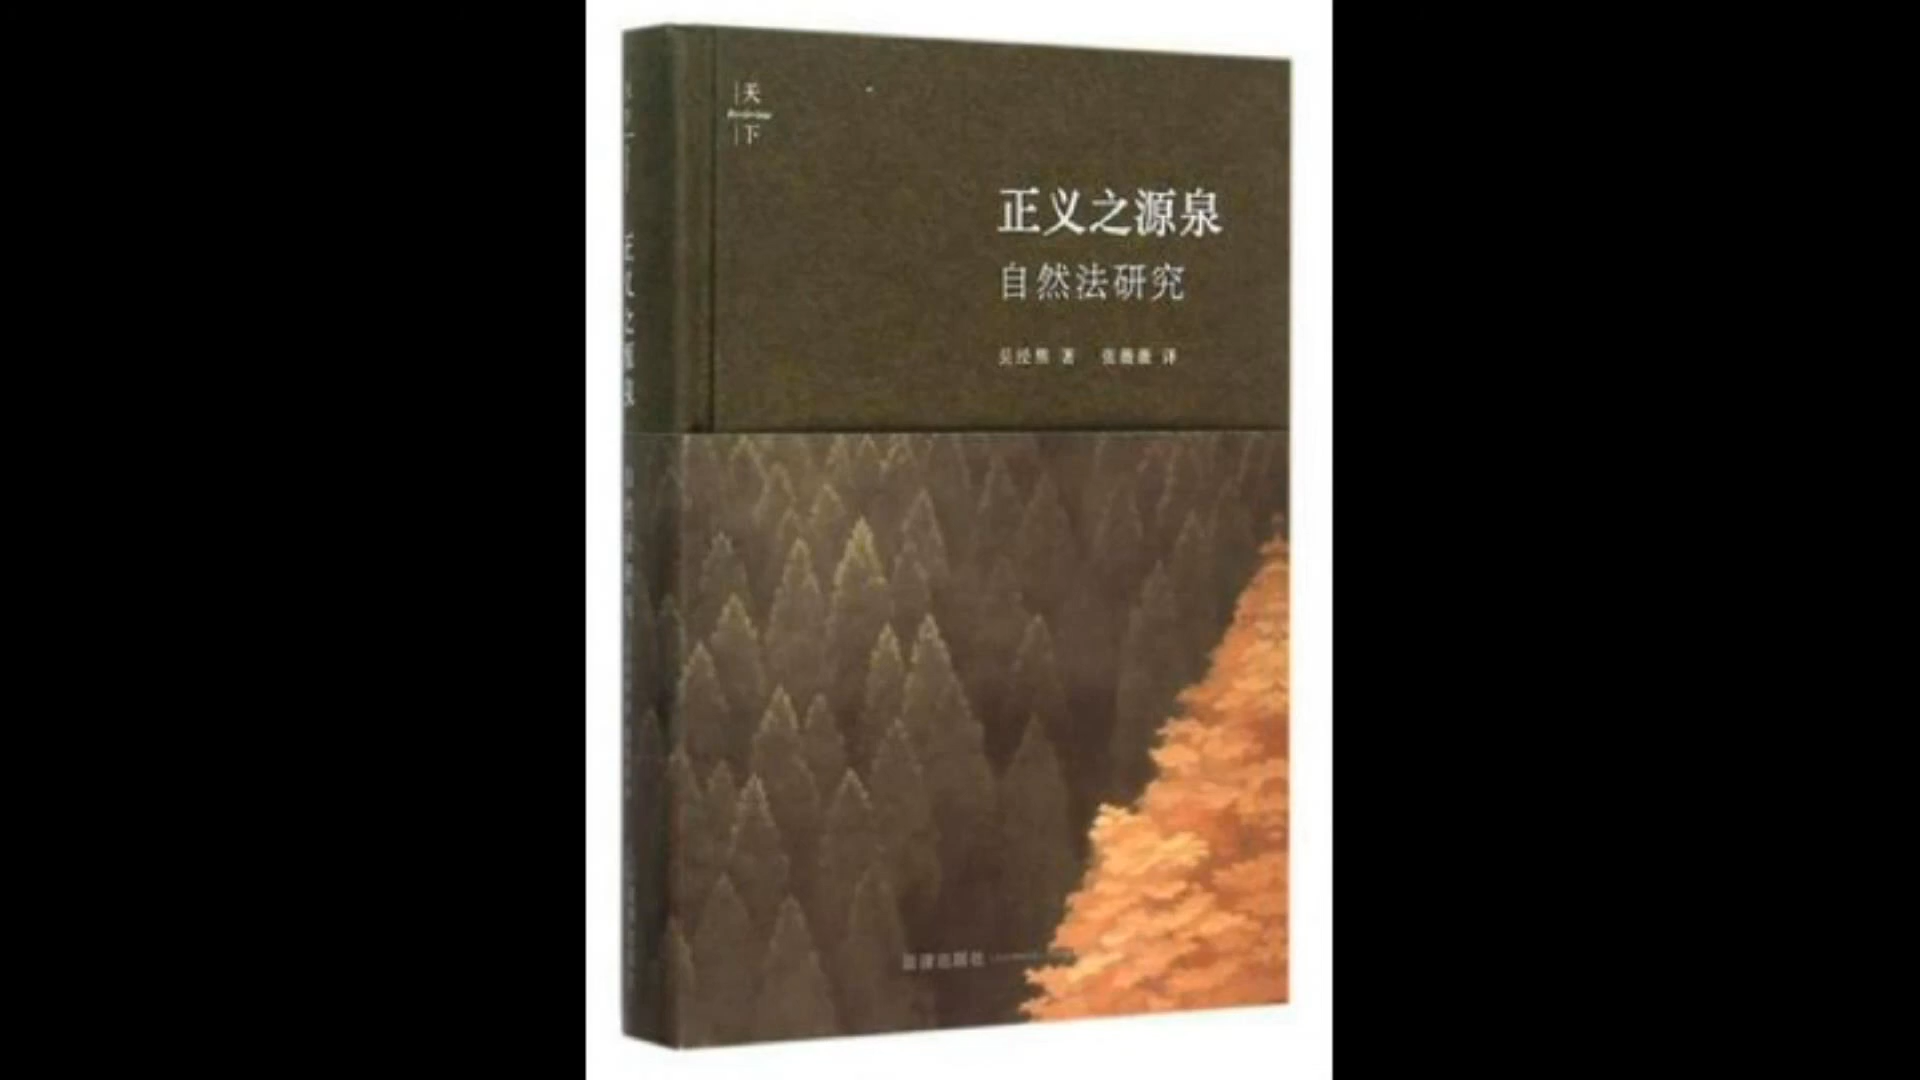 天
下
正义之源泉
自然法研究
吴经熊 著 张薇薇 译
法律出版社